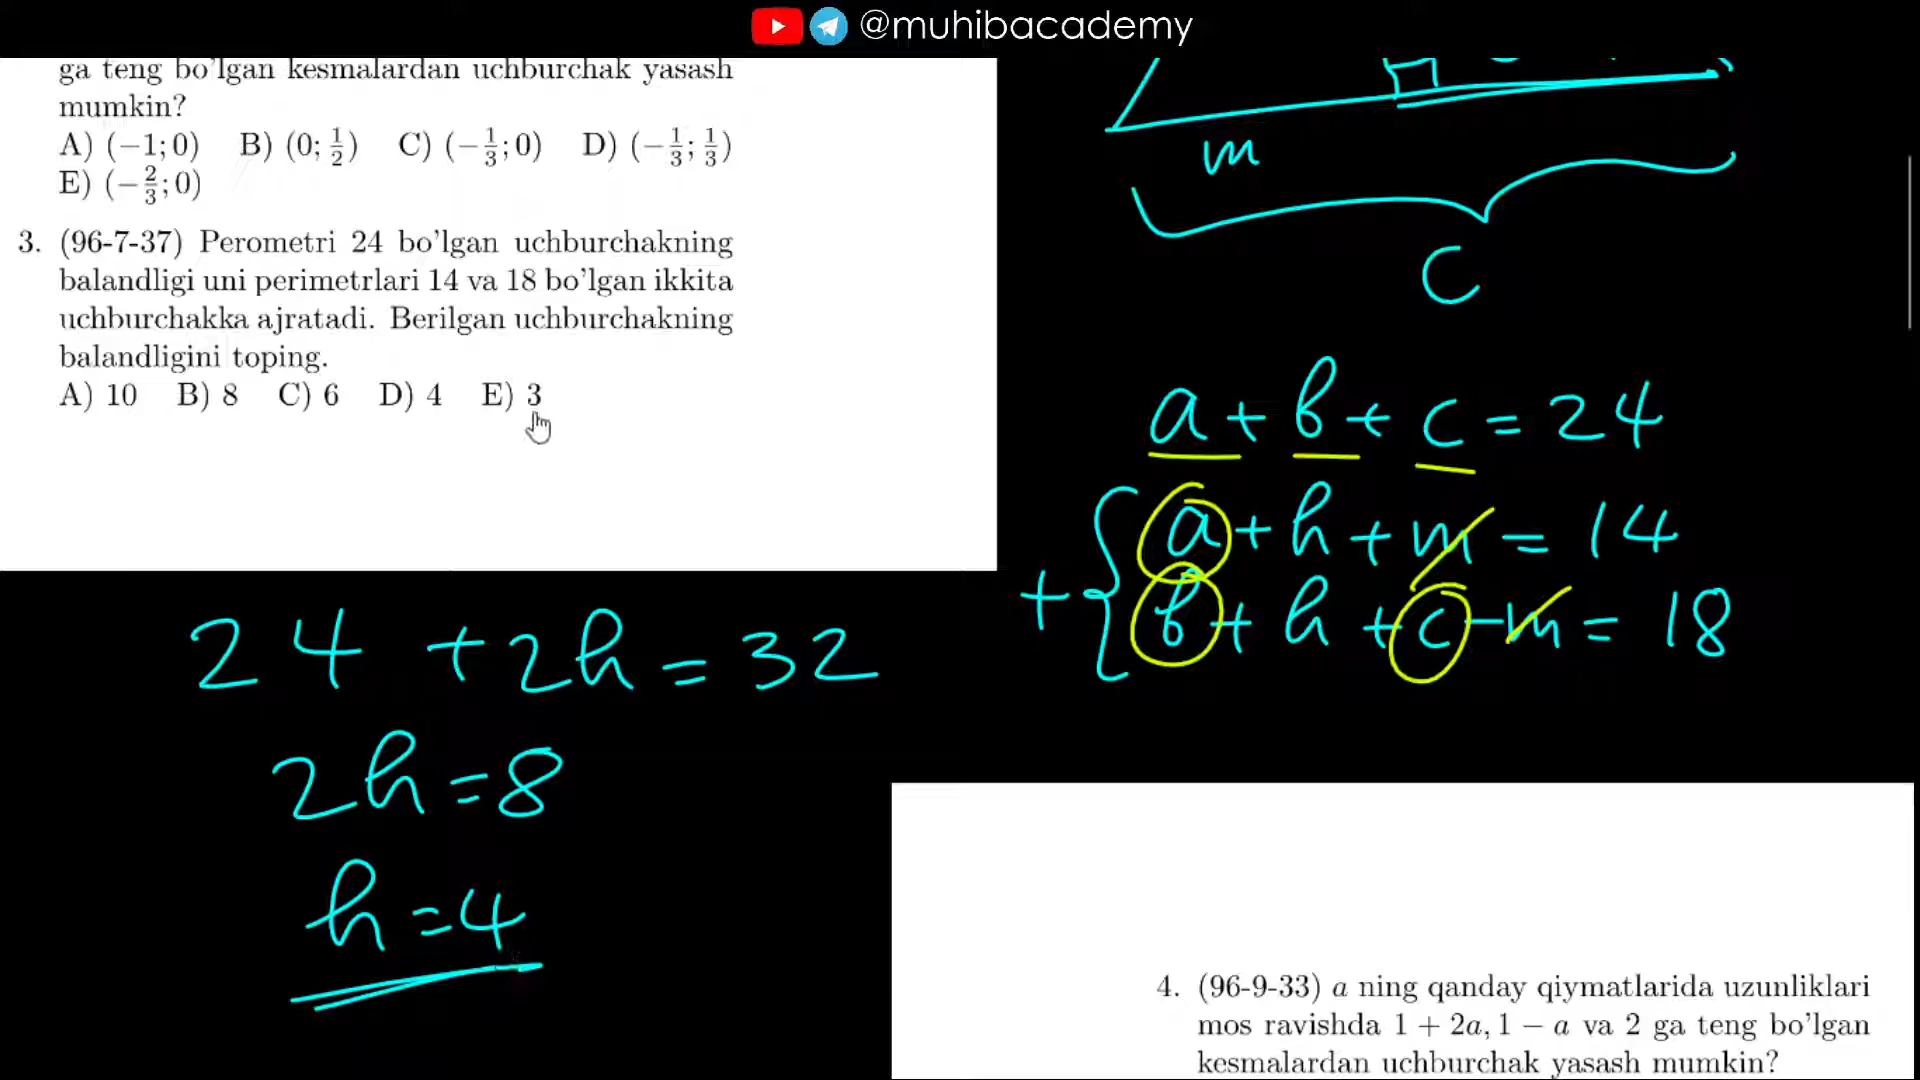 @muhibacademy
ga teng bo'lgan kesmalardan uchburchak yasash
mumkin?
A) (−1; 0) B) (0; 1/2) C) (−1/3; 0) D) (−1/3; 1/3)
E) (−2/3; 0)
3. (96-7-37) Perometri 24 bo'lgan uchburchakning
balandligi uni perimetrlari 14 va 18 bo'lgan ikkita
uchburchakka ajratadi. Berilgan uchburchakning
balandligini toping.
A) 10 B) 8 C) 6 D) 4 E) 3
m
C
a + b + c = 24
a + h + m = 14
+
b + h + c − m = 18
24 + 2h = 32
2h = 8
h = 4
4. (96-9-33) a ning qanday qiymatlarida uzunliklari
mos ravishda 1 + 2a, 1 − a va 2 ga teng bo'lgan
kesmalardan uchburchak yasash mumkin?